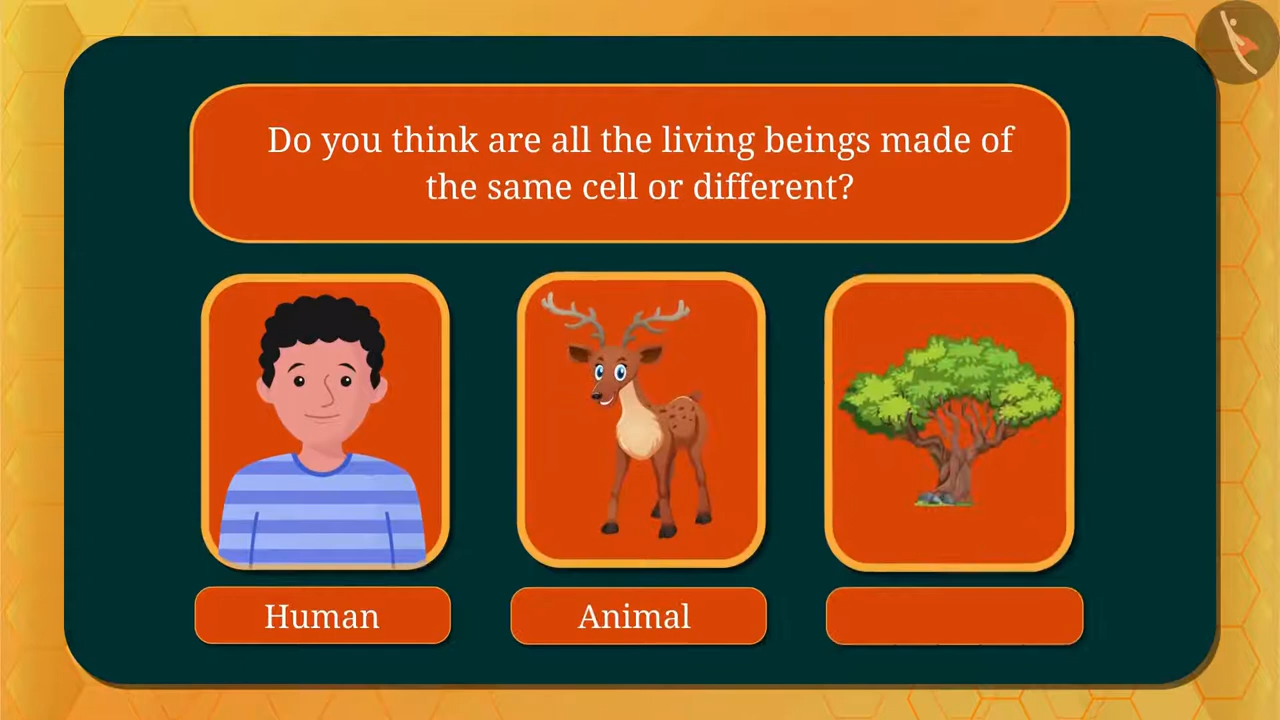 Do you think are all the living beings made of
the same cell or different?
Human
Animal